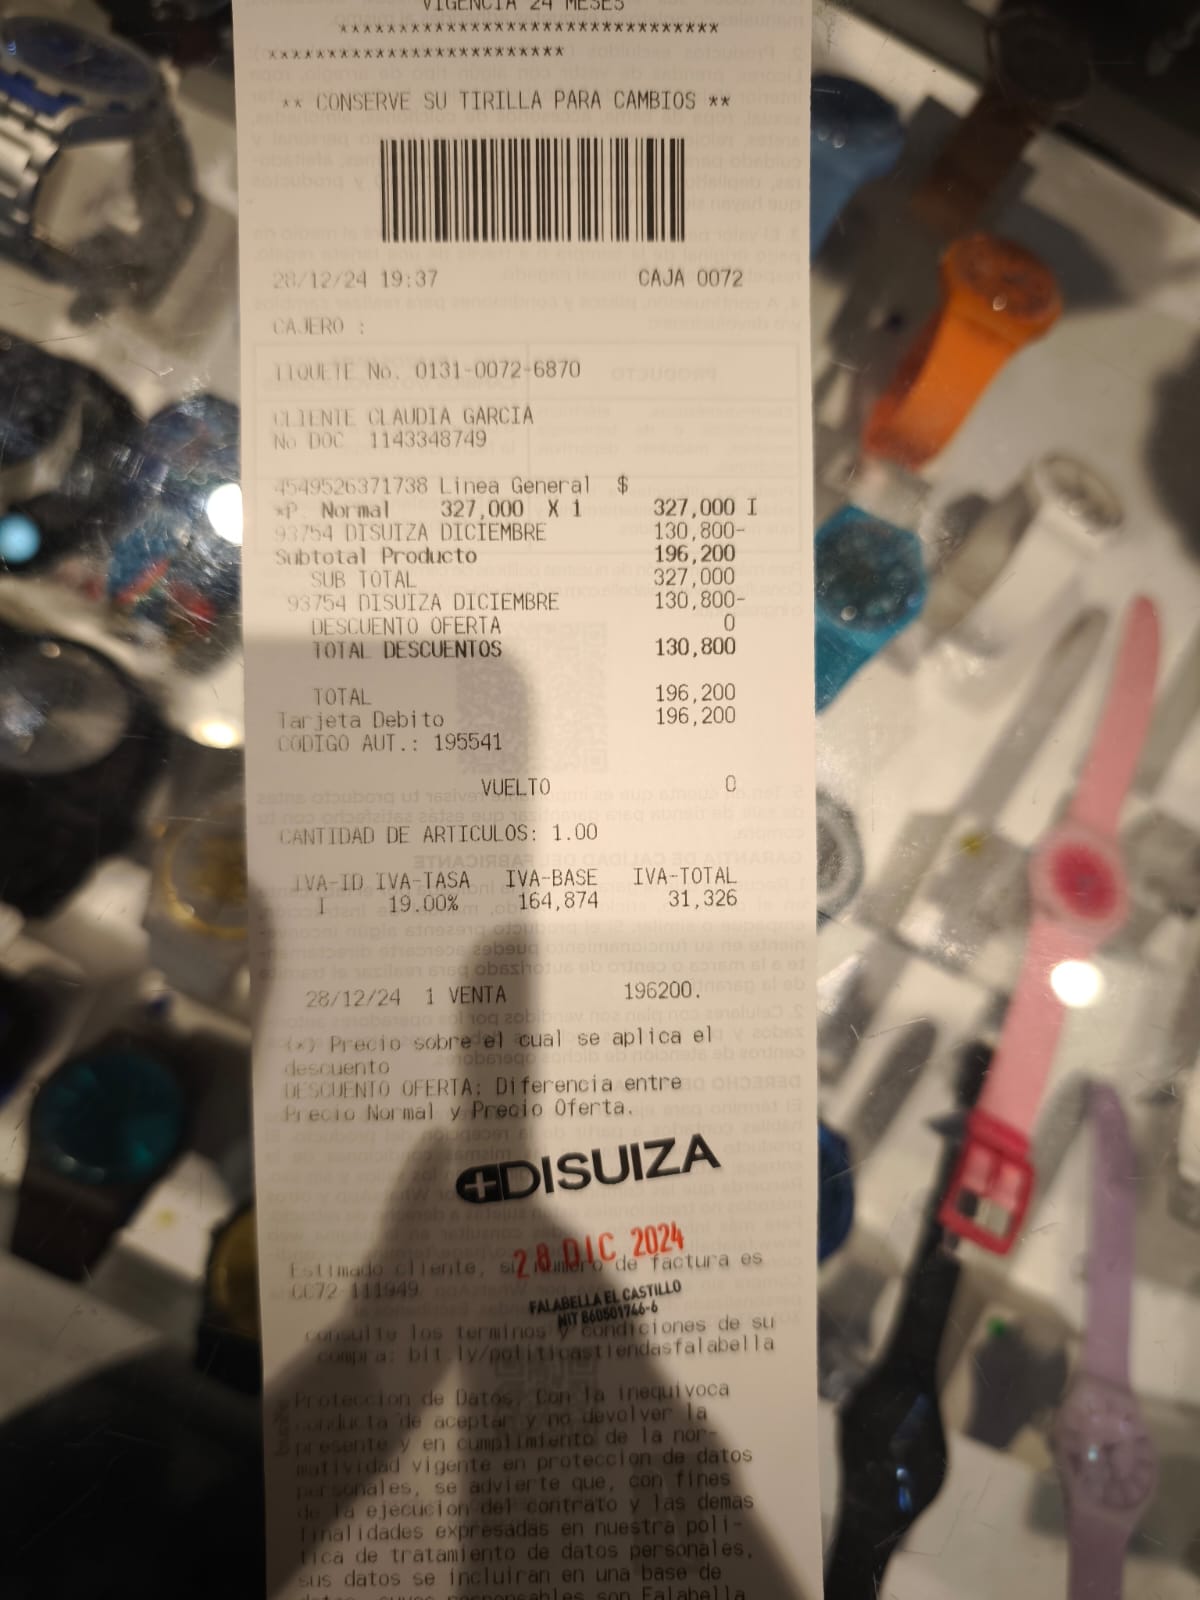 VIGENCIA 24 MESES
*********************************
**************************
** CONSERVE SU TIRILLA PARA CAMBIOS **
28/12/24 19:37 CAJA 0072
CAJERO :
TIQUETE No. 0131-0072-6870
CLIENTE CLAUDIA GARCIA
No DOC 1143348749
4549526371738 Linea General $
*P. Normal 327,000 X 1 327,000 I
93754 DISUIZA DICIEMBRE 130,800-
Subtotal Producto 196,200
SUB TOTAL 327,000
93754 DISUIZA DICIEMBRE 130,800-
DESCUENTO OFERTA 0
TOTAL DESCUENTOS 130,800
TOTAL 196,200
Tarjeta Debito 196,200
CODIGO AUT.: 195541
VUELTO 0
CANTIDAD DE ARTICULOS: 1.00
IVA-ID IVA-TASA IVA-BASE IVA-TOTAL
I 19.00% 164,874 31,326
28/12/24 1 VENTA 196200.
(*) Precio sobre el cual se aplica el
descuento
DESCUENTO OFERTA: Diferencia entre
Precio Normal y Precio Oferta.
DISUIZA
28 DIC 2024
Estimado cliente, su numero de factura es
CC72-111949
FALABELLA EL CASTILLO
NIT 860501746-6
consulte los terminos y condiciones de su
compra: bit.ly/politicastiendasfalabella
Proteccion de Datos, Con la inequivoca
conducta de aceptar y no devolver la
presente y en cumplimiento de la nor-
matividad vigente en proteccion de datos
personales, se advierte que, con fines
de la ejecucion del contrato y las demas
finalidades expresadas en nuestra poli-
tica de tratamiento de datos personales,
sus datos se incluiran en una base de
datos, cuyos responsables son Falabella